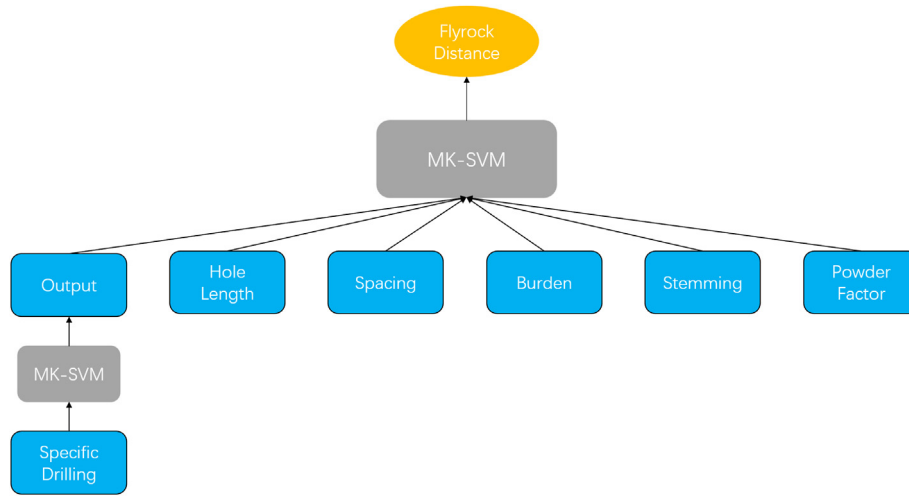 Flyrock
Distance
MK-SVM
Output
Hole
Length
Spacing
Burden
Stemming
Powder
Factor
MK-SVM
Specific
Drilling